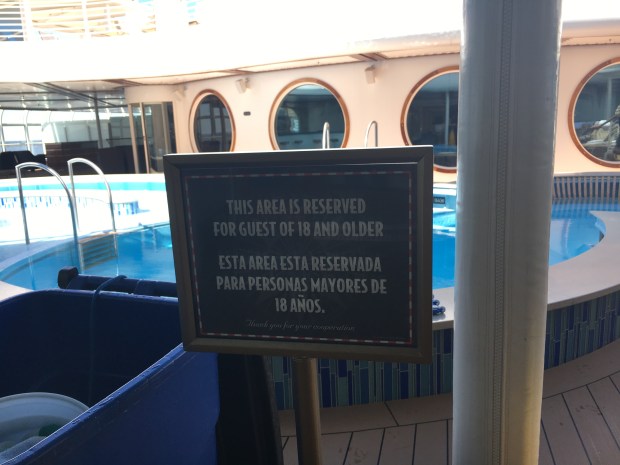 THIS AREA IS RESERVED
FOR GUEST OF 18 AND OLDER
ESTA AREA ESTA RESERVADA
PARA PERSONAS MAYORES DE
18 AÑOS.
Thank you for your